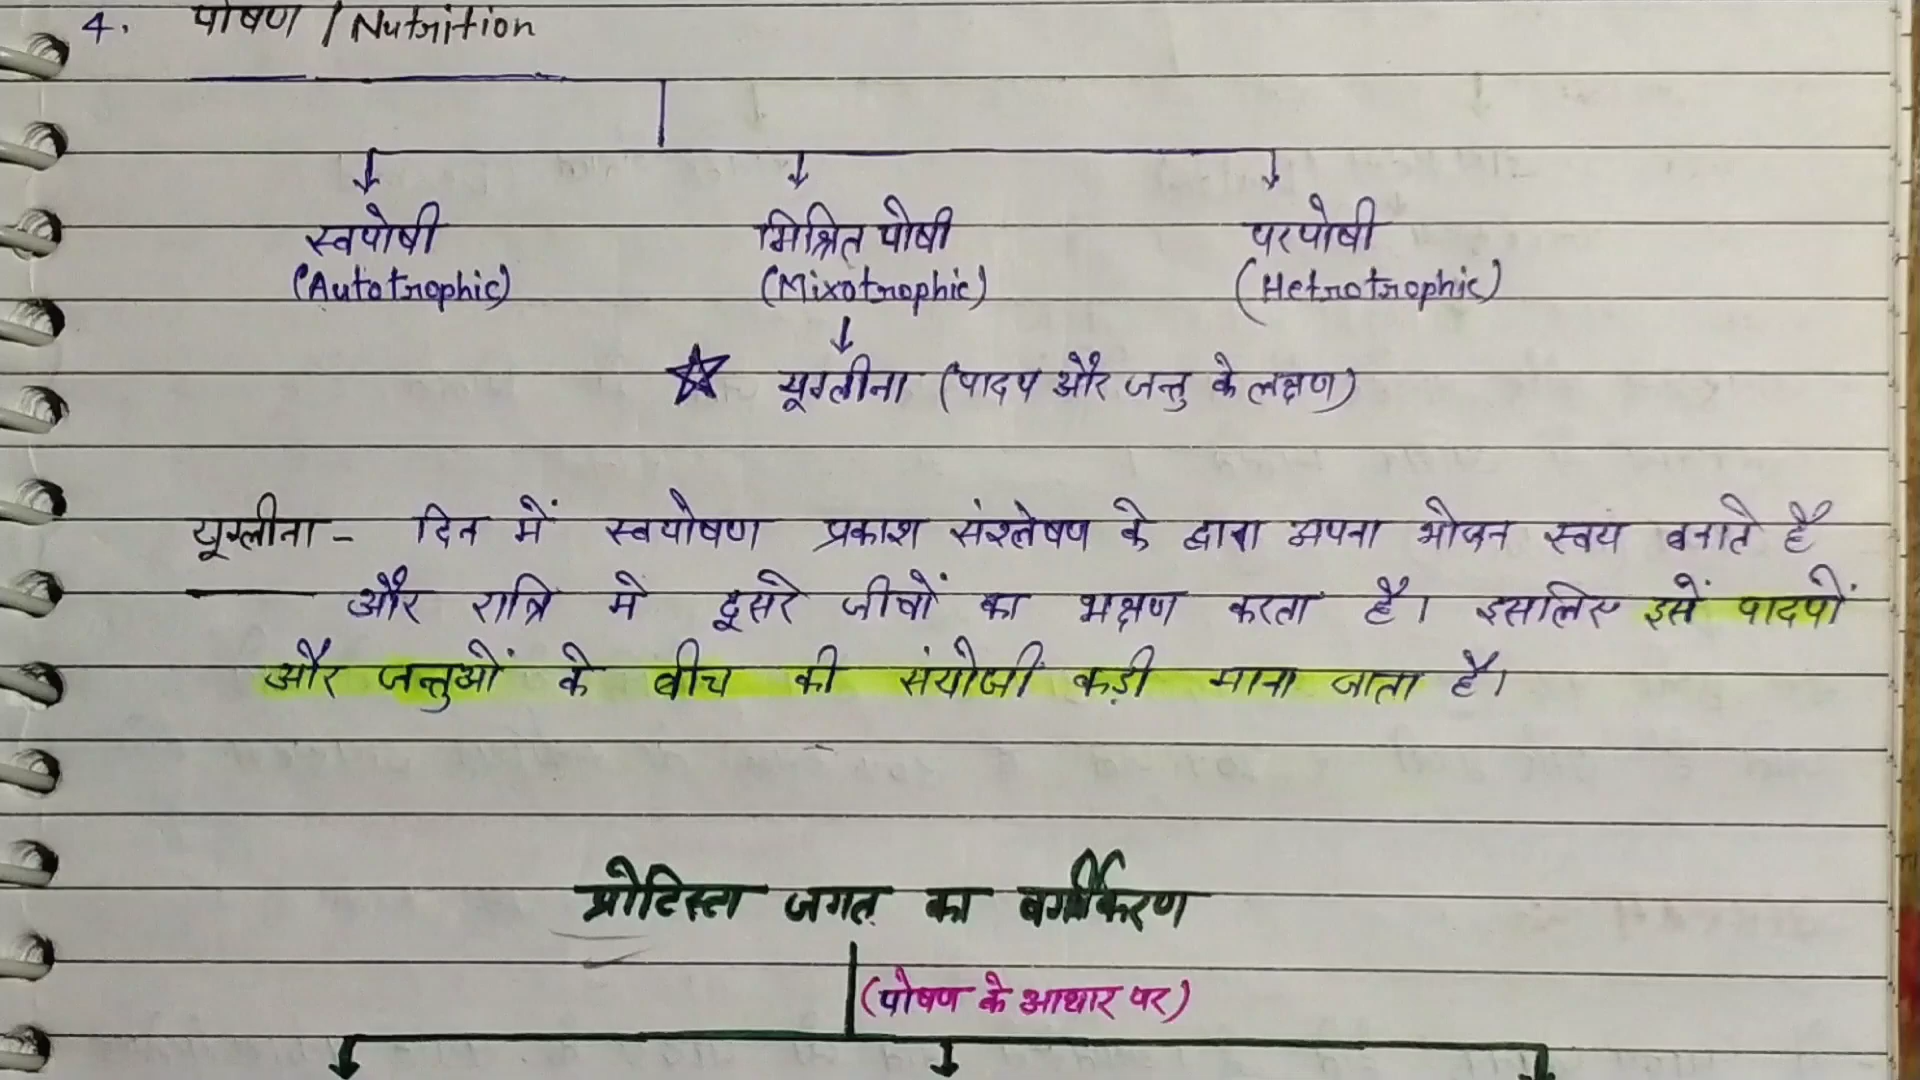 4. पोषण / Nutrition
स्वपोषी मिश्रित पोषी परपोषी
(Autotrophic) (Mixotrophic) (Hetrotrophic)
यूग्लीना (पादप और जन्तु के लक्षण)
यूग्लीना - दिन में स्वपोषण प्रकाश संश्लेषण के द्वारा अपना भोजन स्वयं बनाते है
और रात्रि मे दूसरे जीवों का भक्षण करता है। इसलिए इसे पादपों
और जन्तुओं के बीच की संयोजी कड़ी माना जाता है।
प्रोटिस्टा जगत का वर्गीकरण
(पोषण के आधार पर)